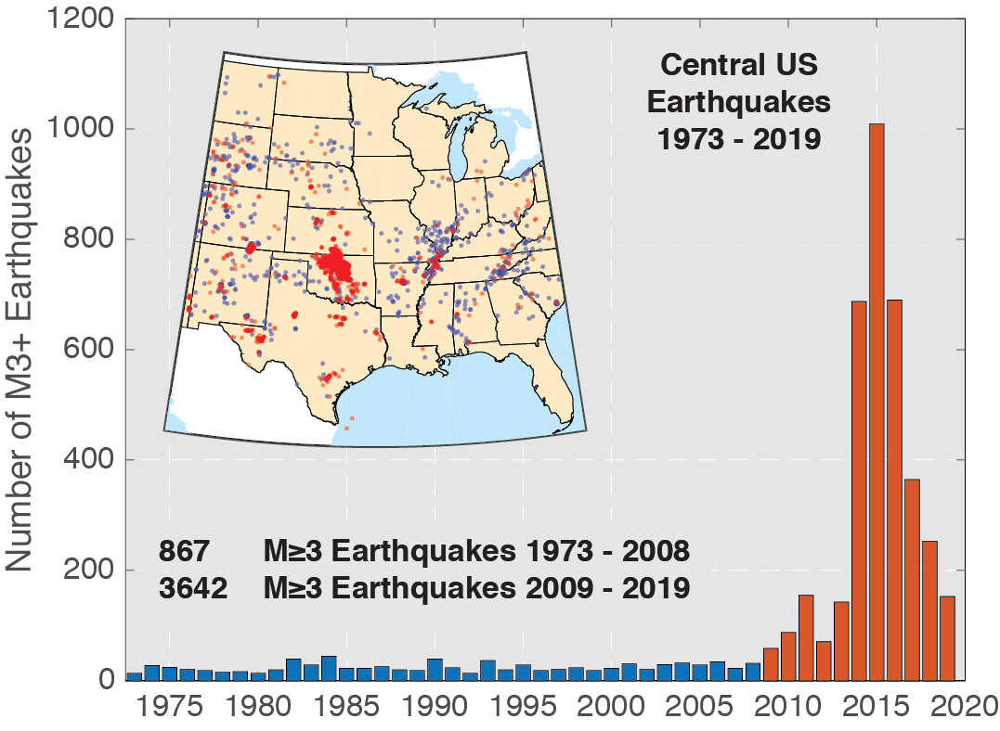 Number of M3+ Earthquakes
1200
1000
800
600
400
200
0
Central US
Earthquakes
1973 - 2019
867 M≥3 Earthquakes 1973 - 2008
3642 M≥3 Earthquakes 2009 - 2019
1975 1980 1985 1990 1995 2000 2005 2010 2015 2020